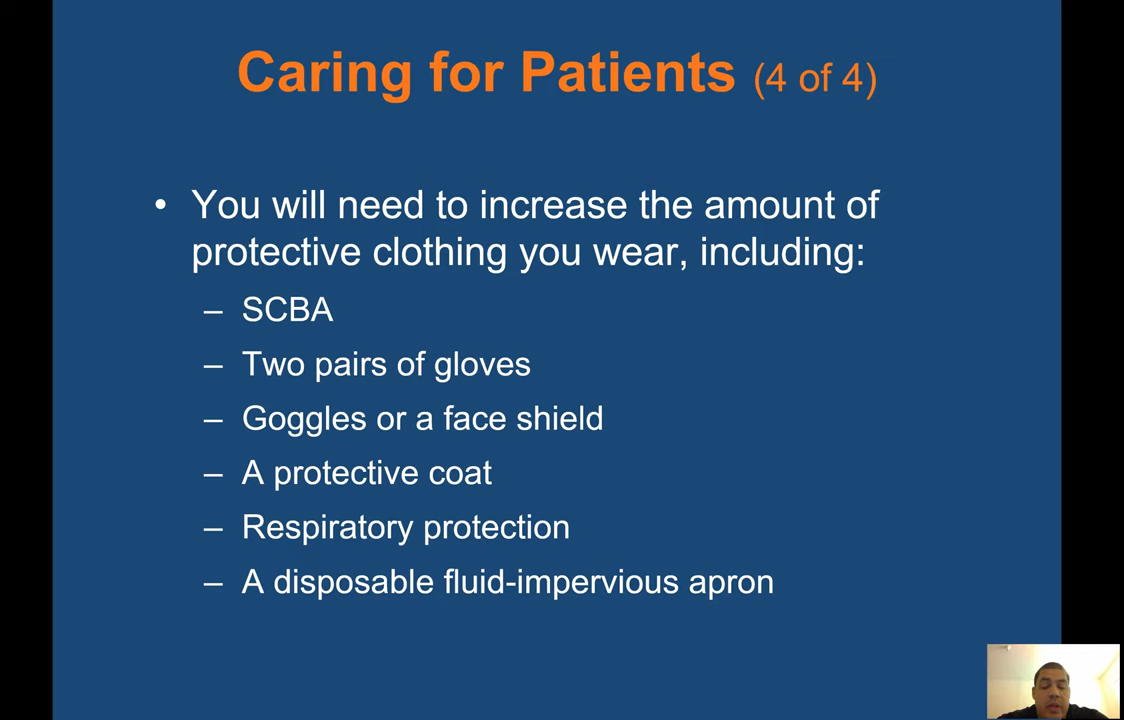 Caring for Patients (4 of 4)
• You will need to increase the amount of
protective clothing you wear, including:
– SCBA
– Two pairs of gloves
– Goggles or a face shield
– A protective coat
– Respiratory protection
– A disposable fluid-impervious apron